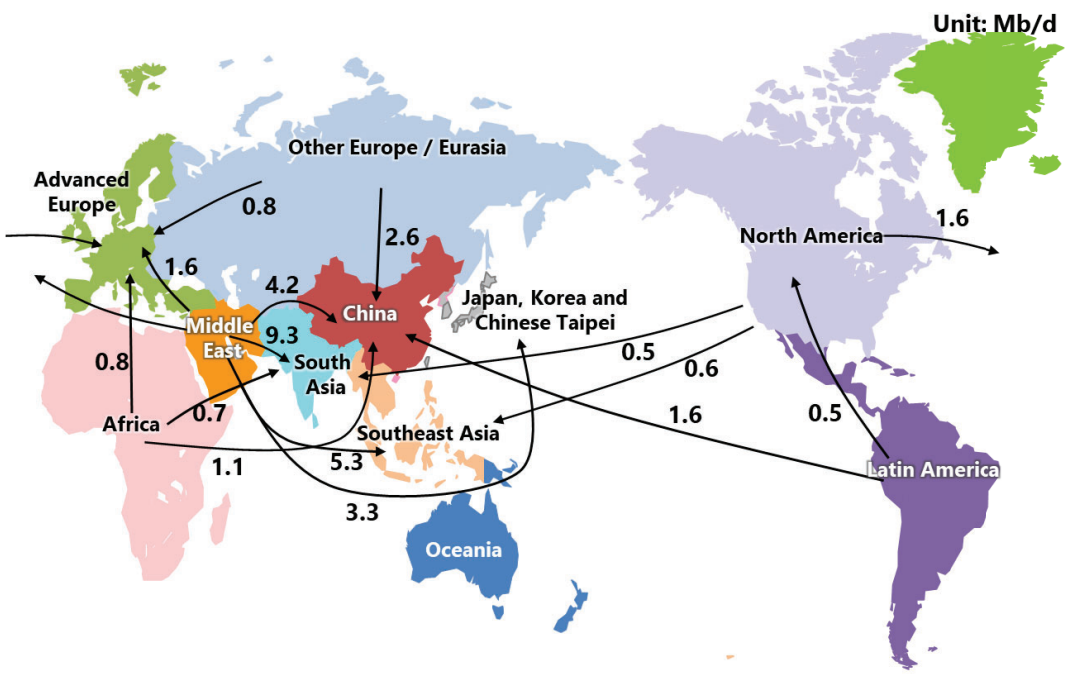 Unit: Mb/d
Other Europe / Eurasia
Advanced
Europe
0.8
1.6
2.6
North America
1.6
4.2
China
Japan, Korea and
Chinese Taipei
Middle
East
9.3
South
Asia
0.5
0.6
0.8
0.7
Africa
1.6
0.5
Southeast Asia
1.1
5.3
Latin America
3.3
Oceania